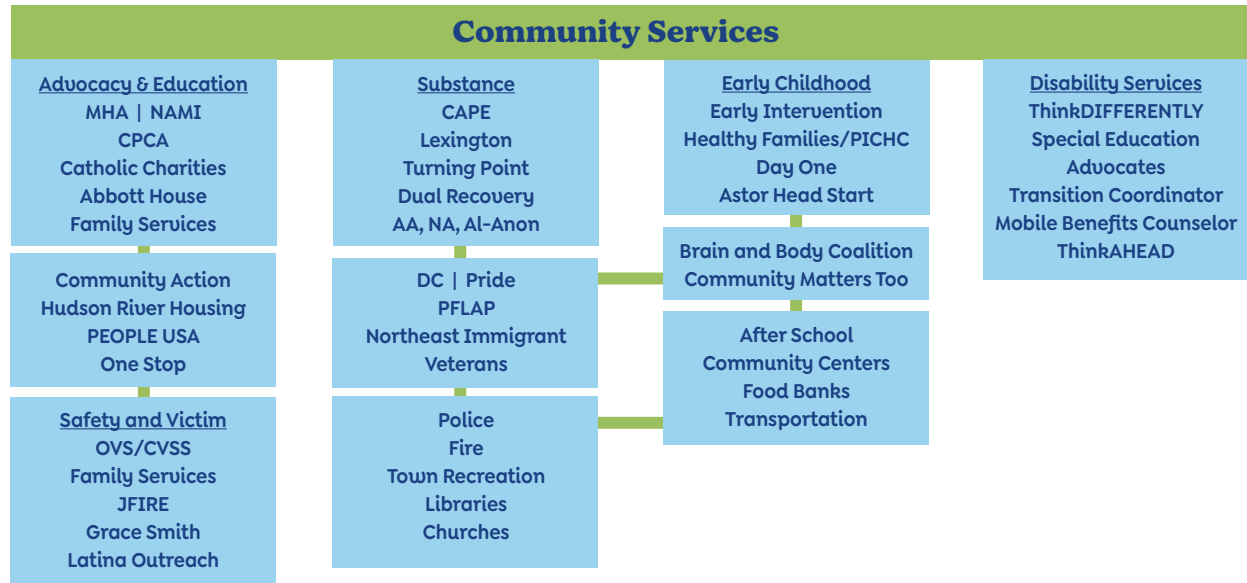 Community Services
Advocacy & Education
MHA | NAMI
CPCA
Catholic Charities
Abbott House
Family Services
Community Action
Hudson River Housing
PEOPLE USA
One Stop
Safety and Victim
OVS/CVSS
Family Services
JFIRE
Grace Smith
Latina Outreach
Substance
CAPE
Lexington
Turning Point
Dual Recovery
AA, NA, Al-Anon
DC | Pride
PFLAP
Northeast Immigrant
Veterans
Police
Fire
Town Recreation
Libraries
Churches
Early Childhood
Early Intervention
Healthy Families/PICHC
Day One
Astor Head Start
Brain and Body Coalition
Community Matters Too
After School
Community Centers
Food Banks
Transportation
Disability Services
ThinkDIFFERENTLY
Special Education
Advocates
Transition Coordinator
Mobile Benefits Counselor
ThinkAHEAD